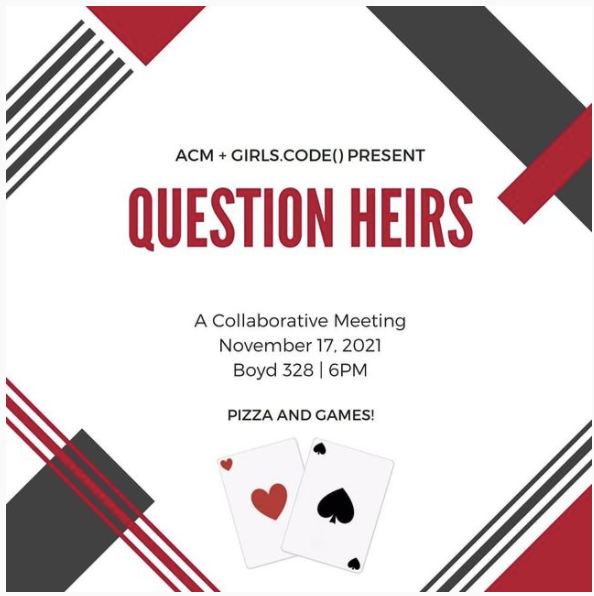 ACM + GIRLS.CODE() PRESENT
QUESTION HEIRS
A Collaborative Meeting
November 17, 2021
Boyd 328 | 6PM
PIZZA AND GAMES!